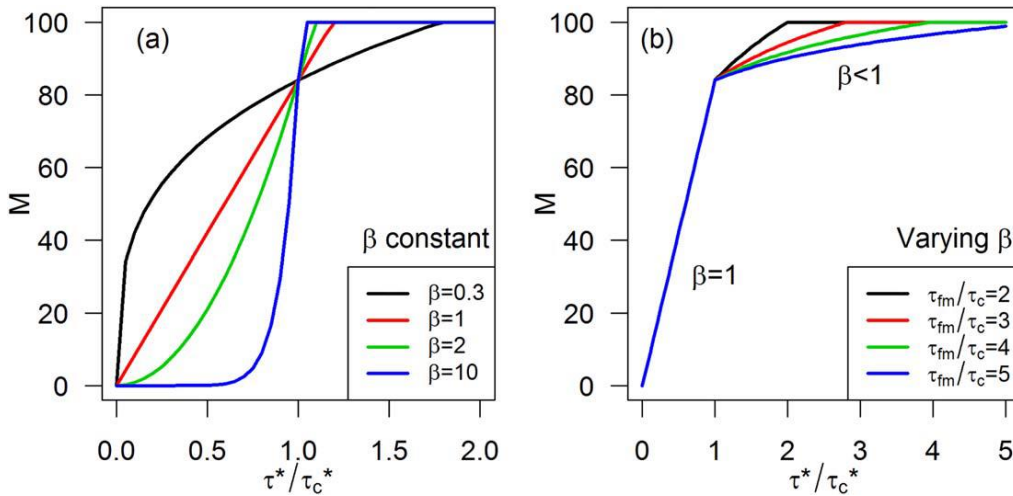 (a)
100
80
60
40
20
0
M
β constant
β=0.3
β=1
β=2
β=10
0.0 0.5 1.0 1.5 2.0
τ*/τc*
(b)
100
80
60
40
20
0
M
β<1
β=1
Varying β
τfm/τc=2
τfm/τc=3
τfm/τc=4
τfm/τc=5
0 1 2 3 4 5
τ*/τc*